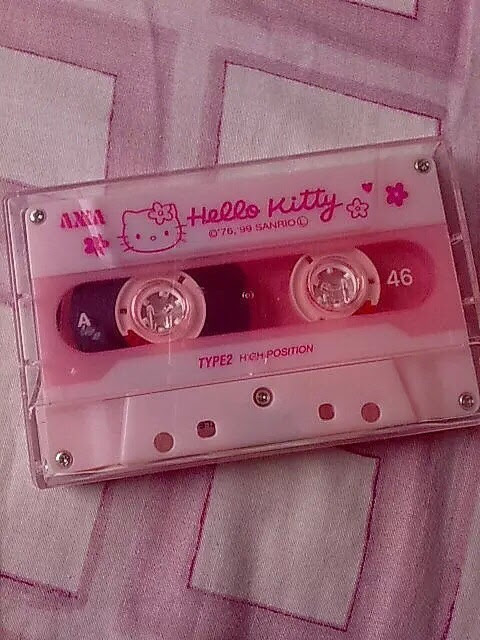 AXIA Hello Kitty
©'76,'99 SANRIO Ⓛ
A 46
TYPE2 HIGH POSITION